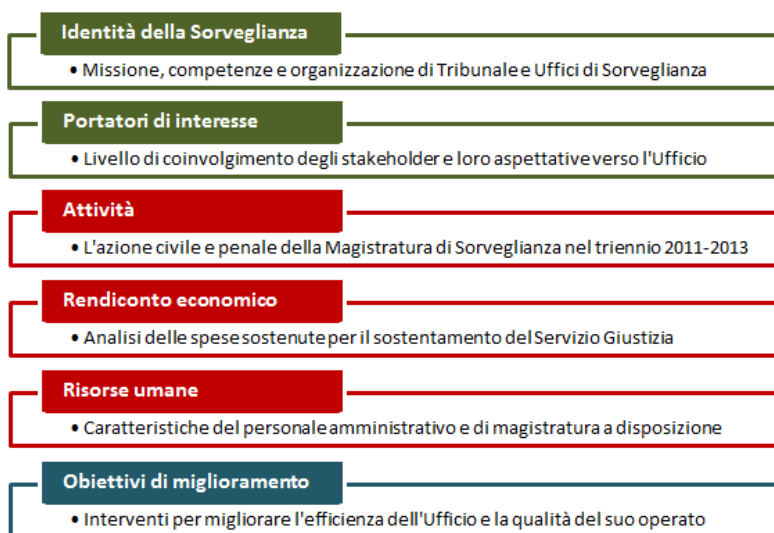 Identità della Sorveglianza
• Missione, competenze e organizzazione di Tribunale e Uffici di Sorveglianza
Portatori di interesse
• Livello di coinvolgimento degli stakeholder e loro aspettative verso l'Ufficio
Attività
• L'azione civile e penale della Magistratura di Sorveglianza nel triennio 2011-2013
Rendiconto economico
• Analisi delle spese sostenute per il sostentamento del Servizio Giustizia
Risorse umane
• Caratteristiche del personale amministrativo e di magistratura a disposizione
Obiettivi di miglioramento
• Interventi per migliorare l'efficienza dell'Ufficio e la qualità del suo operato